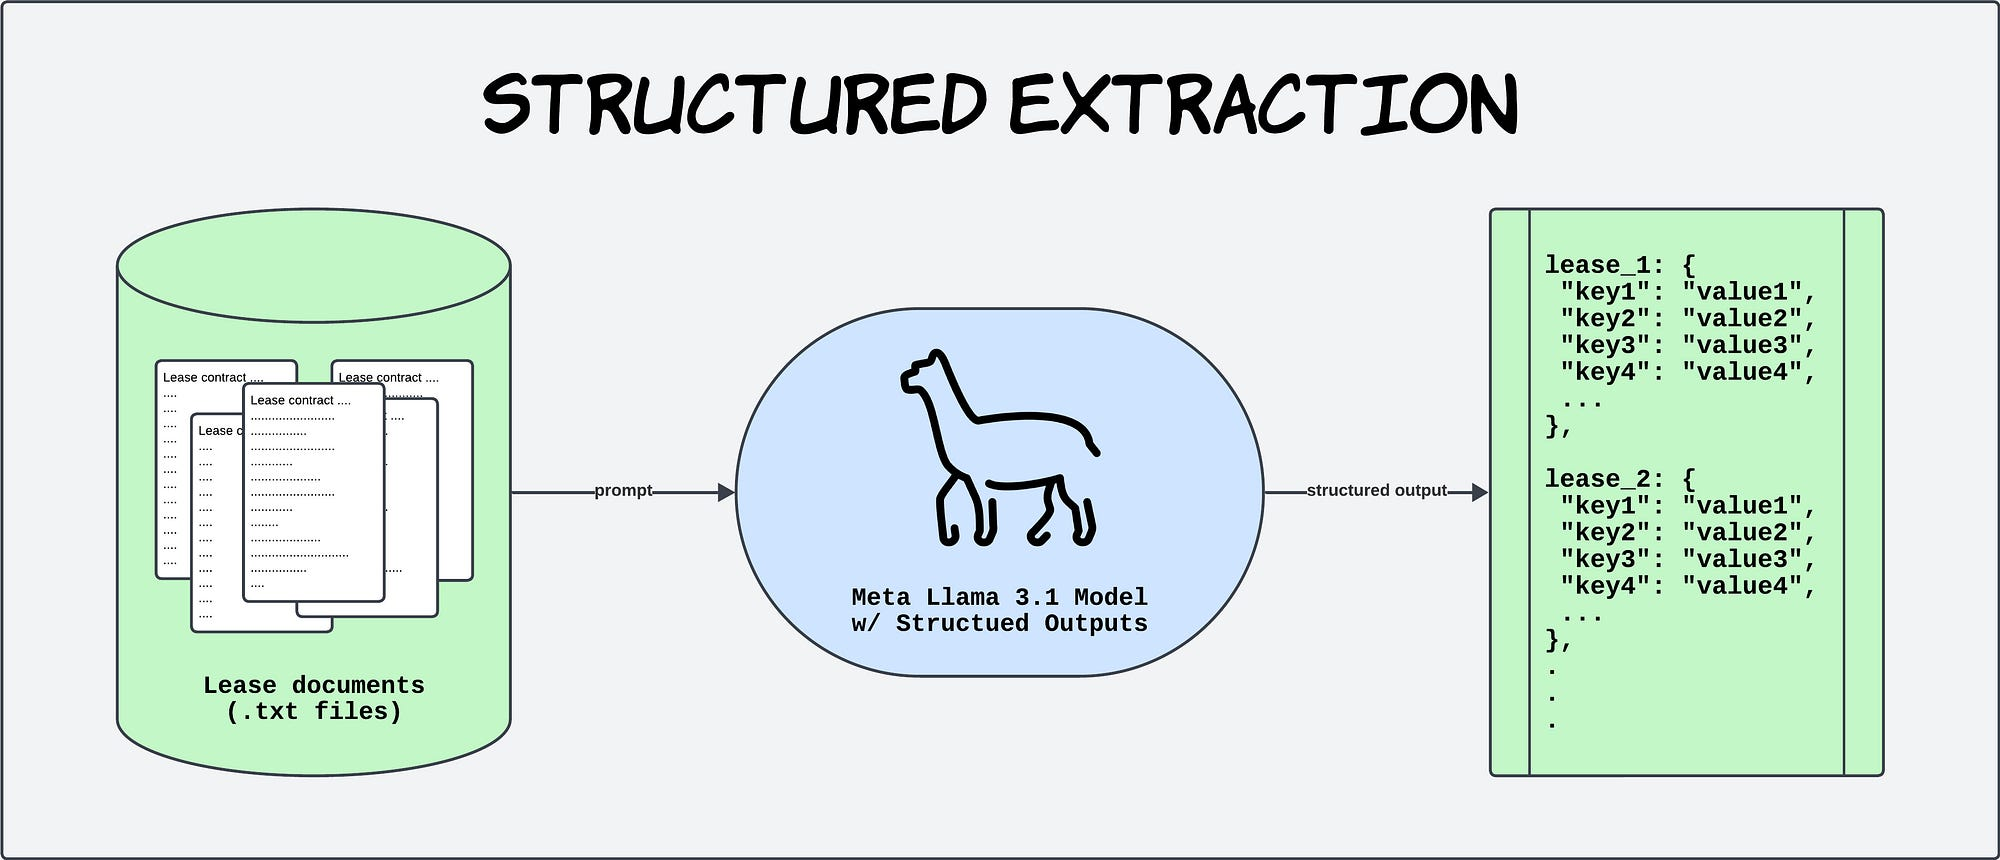 STRUCTURED EXTRACTION
Lease contract ....
....
....
....
....
....
....
....
....
....
....
....
....
Lease c
....
....
....
....
....
....
....
....
....
....
....
....
Lease contract ....
........................
................
........................
............
....................
........................
............
........
....................
............................
................
....
Lease contract ....
t ....
Lease documents
(.txt files)
prompt
Meta Llama 3.1 Model
w/ Structued Outputs
structured output
lease_1: {
"key1": "value1",
"key2": "value2",
"key3": "value3",
"key4": "value4",
...
},
lease_2: {
"key1": "value1",
"key2": "value2",
"key3": "value3",
"key4": "value4",
...
},
.
.
.